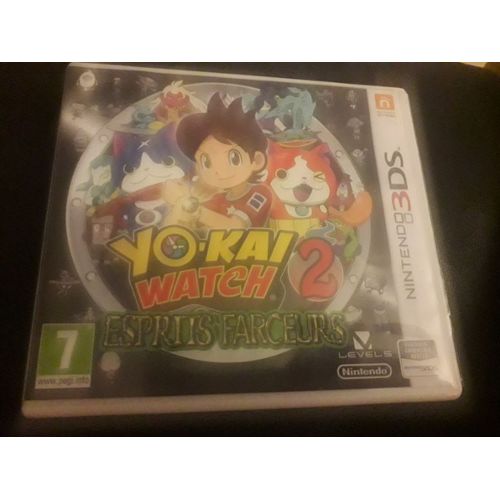 YO-KAI
WATCH 2
ESPRITS FARCEURS
7
www.pegi.info
LEVEL5
Nintendo
NINTENDO 3DS